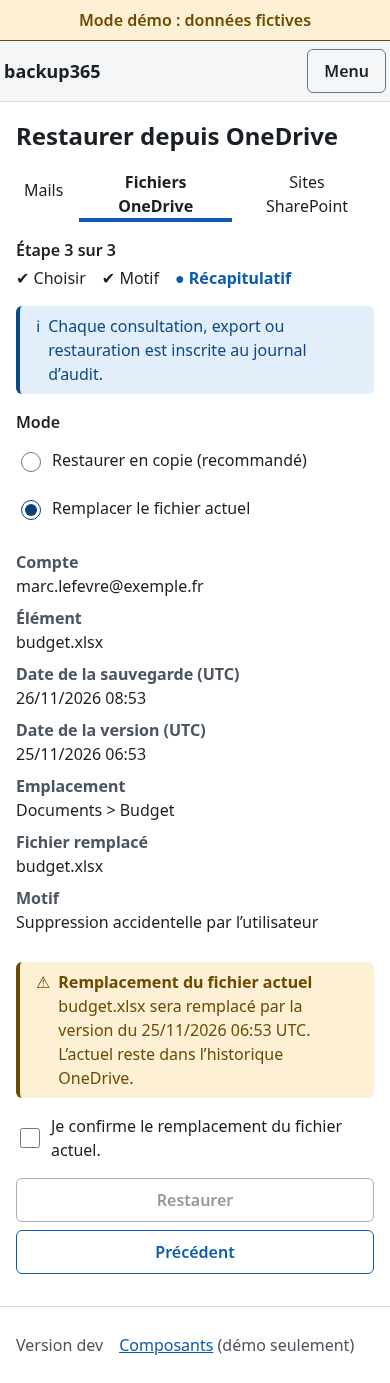 Mode démo : données fictives
backup365
Menu
Restaurer depuis OneDrive
Mails
Fichiers
OneDrive
Sites
SharePoint
Étape 3 sur 3
✔ Choisir ✔ Motif ● Récapitulatif
i Chaque consultation, export ou
restauration est inscrite au journal
d’audit.
Mode
Restaurer en copie (recommandé)
Remplacer le fichier actuel
Compte
marc.lefevre@exemple.fr
Élément
budget.xlsx
Date de la sauvegarde (UTC)
26/11/2026 08:53
Date de la version (UTC)
25/11/2026 06:53
Emplacement
Documents > Budget
Fichier remplacé
budget.xlsx
Motif
Suppression accidentelle par l’utilisateur
⚠ Remplacement du fichier actuel
budget.xlsx sera remplacé par la
version du 25/11/2026 06:53 UTC.
L’actuel reste dans l’historique
OneDrive.
Je confirme le remplacement du fichier
actuel.
Restaurer
Précédent
Version dev Composants (démo seulement)